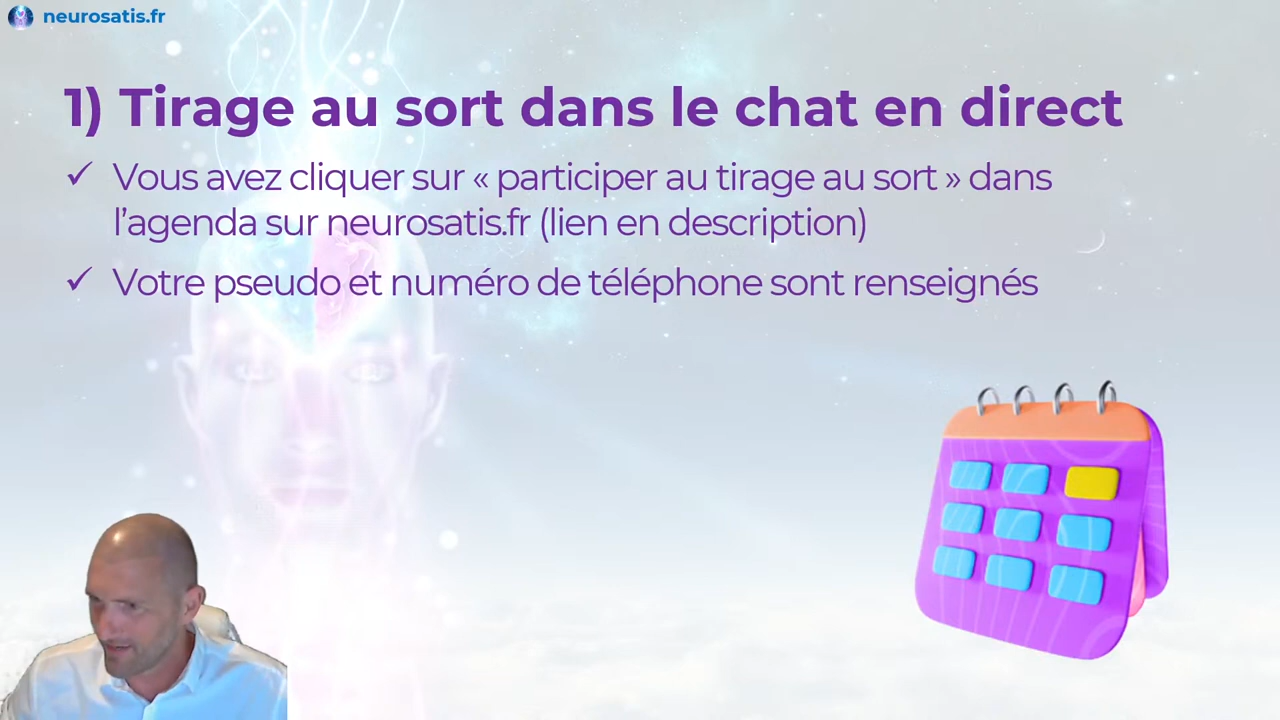 neurosatis.fr
1) Tirage au sort dans le chat en direct
✓ Vous avez cliquer sur « participer au tirage au sort » dans
l’agenda sur neurosatis.fr (lien en description)
✓ Votre pseudo et numéro de téléphone sont renseignés